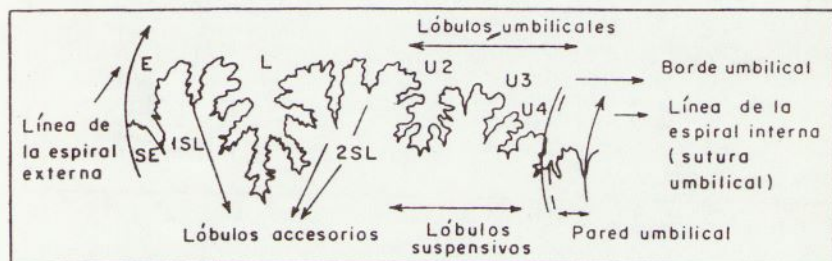 Lóbulos umbilicales
E
L
U2
U3
U4
Borde umbilical
Línea de
la espiral
externa
SE
1SL
2SL
Línea de la
espiral interna
(sutura
umbilical)
Lóbulos accesorios
Lóbulos
suspensivos
Pared umbilical